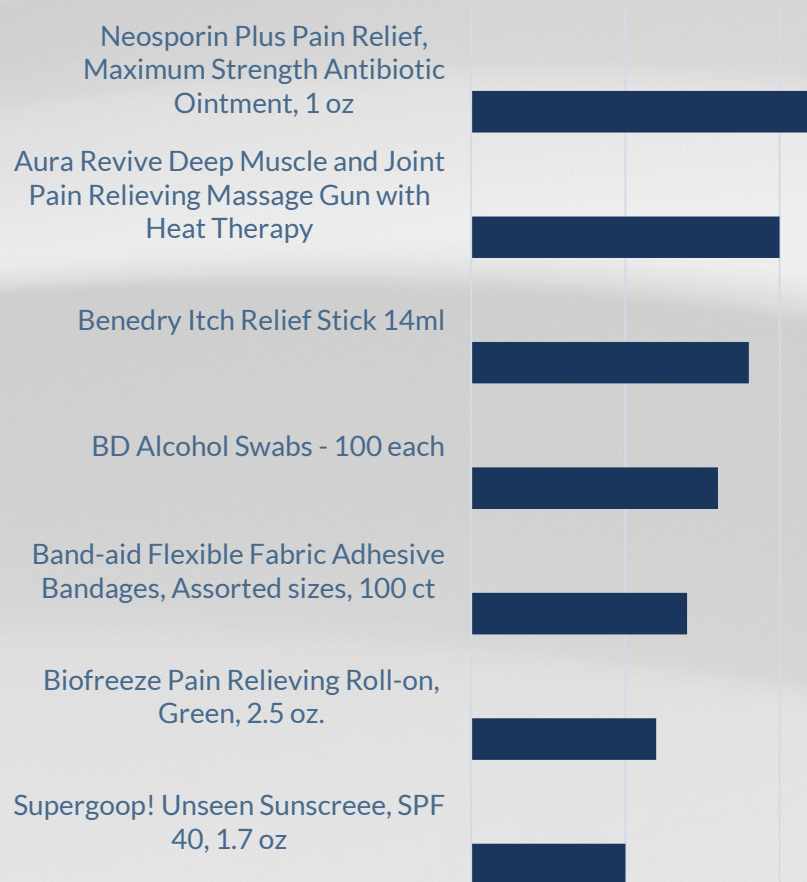 Neosporin Plus Pain Relief,
Maximum Strength Antibiotic
Ointment, 1 oz
Aura Revive Deep Muscle and Joint
Pain Relieving Massage Gun with
Heat Therapy
Benedry Itch Relief Stick 14ml
BD Alcohol Swabs - 100 each
Band-aid Flexible Fabric Adhesive
Bandages, Assorted sizes, 100 ct
Biofreeze Pain Relieving Roll-on,
Green, 2.5 oz.
Supergoop! Unseen Sunscreee, SPF
40, 1.7 oz